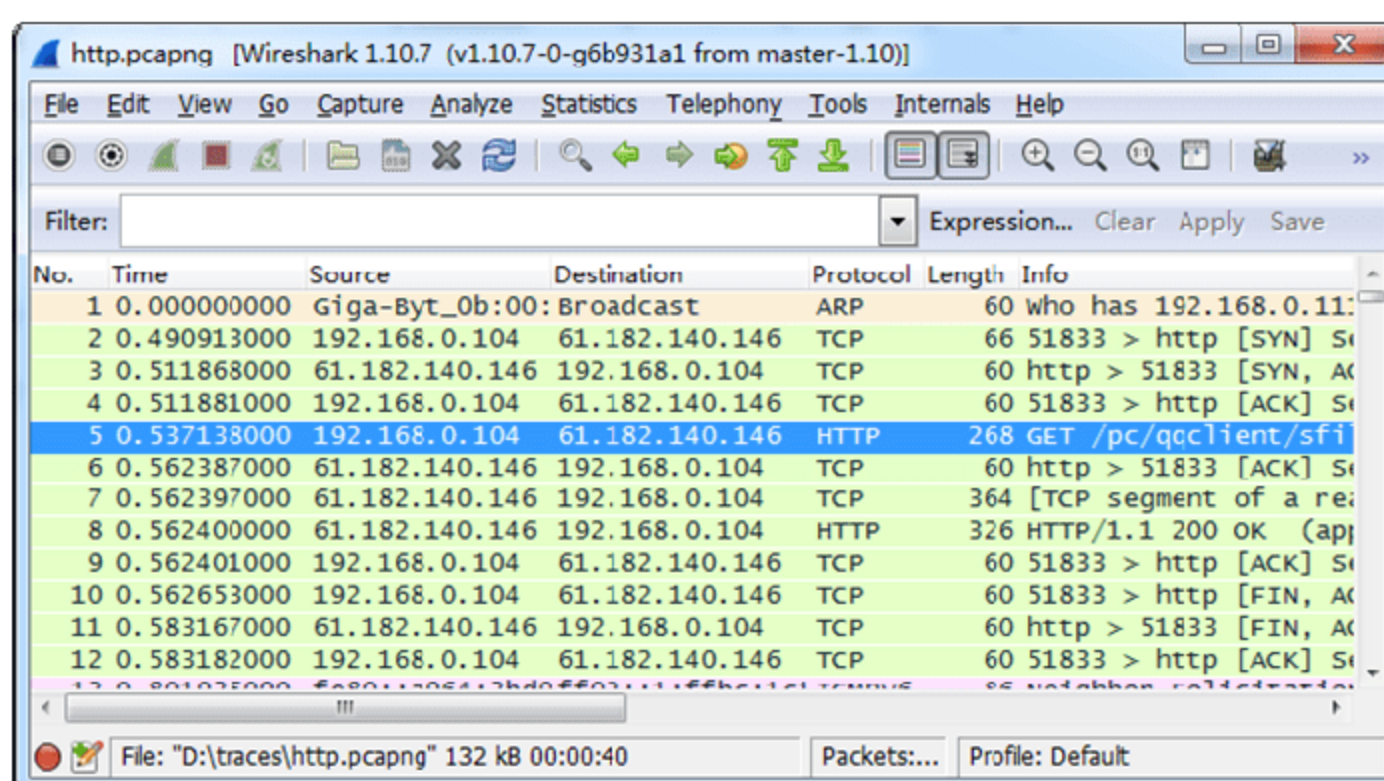 http.pcapng [Wireshark 1.10.7 (v1.10.7-0-g6b931a1 from master-1.10)]
File Edit View Go Capture Analyze Statistics Telephony Tools Internals Help
Filter: Expression... Clear Apply Save
No. Time Source Destination Protocol Length Info
1 0.000000000 Giga-Byt_0b:00: Broadcast ARP 60 Who has 192.168.0.111
2 0.490913000 192.168.0.104 61.182.140.146 TCP 66 51833 > http [SYN] Se
3 0.511868000 61.182.140.146 192.168.0.104 TCP 60 http > 51833 [SYN, AC
4 0.511881000 192.168.0.104 61.182.140.146 TCP 60 51833 > http [ACK] Se
5 0.537138000 192.168.0.104 61.182.140.146 HTTP 268 GET /pc/qqclient/sfil
6 0.562387000 61.182.140.146 192.168.0.104 TCP 60 http > 51833 [ACK] Se
7 0.562397000 61.182.140.146 192.168.0.104 TCP 364 [TCP segment of a rea
8 0.562400000 61.182.140.146 192.168.0.104 HTTP 326 HTTP/1.1 200 OK (app
9 0.562401000 192.168.0.104 61.182.140.146 TCP 60 51833 > http [ACK] Se
10 0.562653000 192.168.0.104 61.182.140.146 TCP 60 51833 > http [FIN, AC
11 0.583167000 61.182.140.146 192.168.0.104 TCP 60 http > 51833 [FIN, AC
12 0.583182000 192.168.0.104 61.182.140.146 TCP 60 51833 > http [ACK] Se
File: "D:\traces\http.pcapng" 132 kB 00:00:40 Packets:... Profile: Default